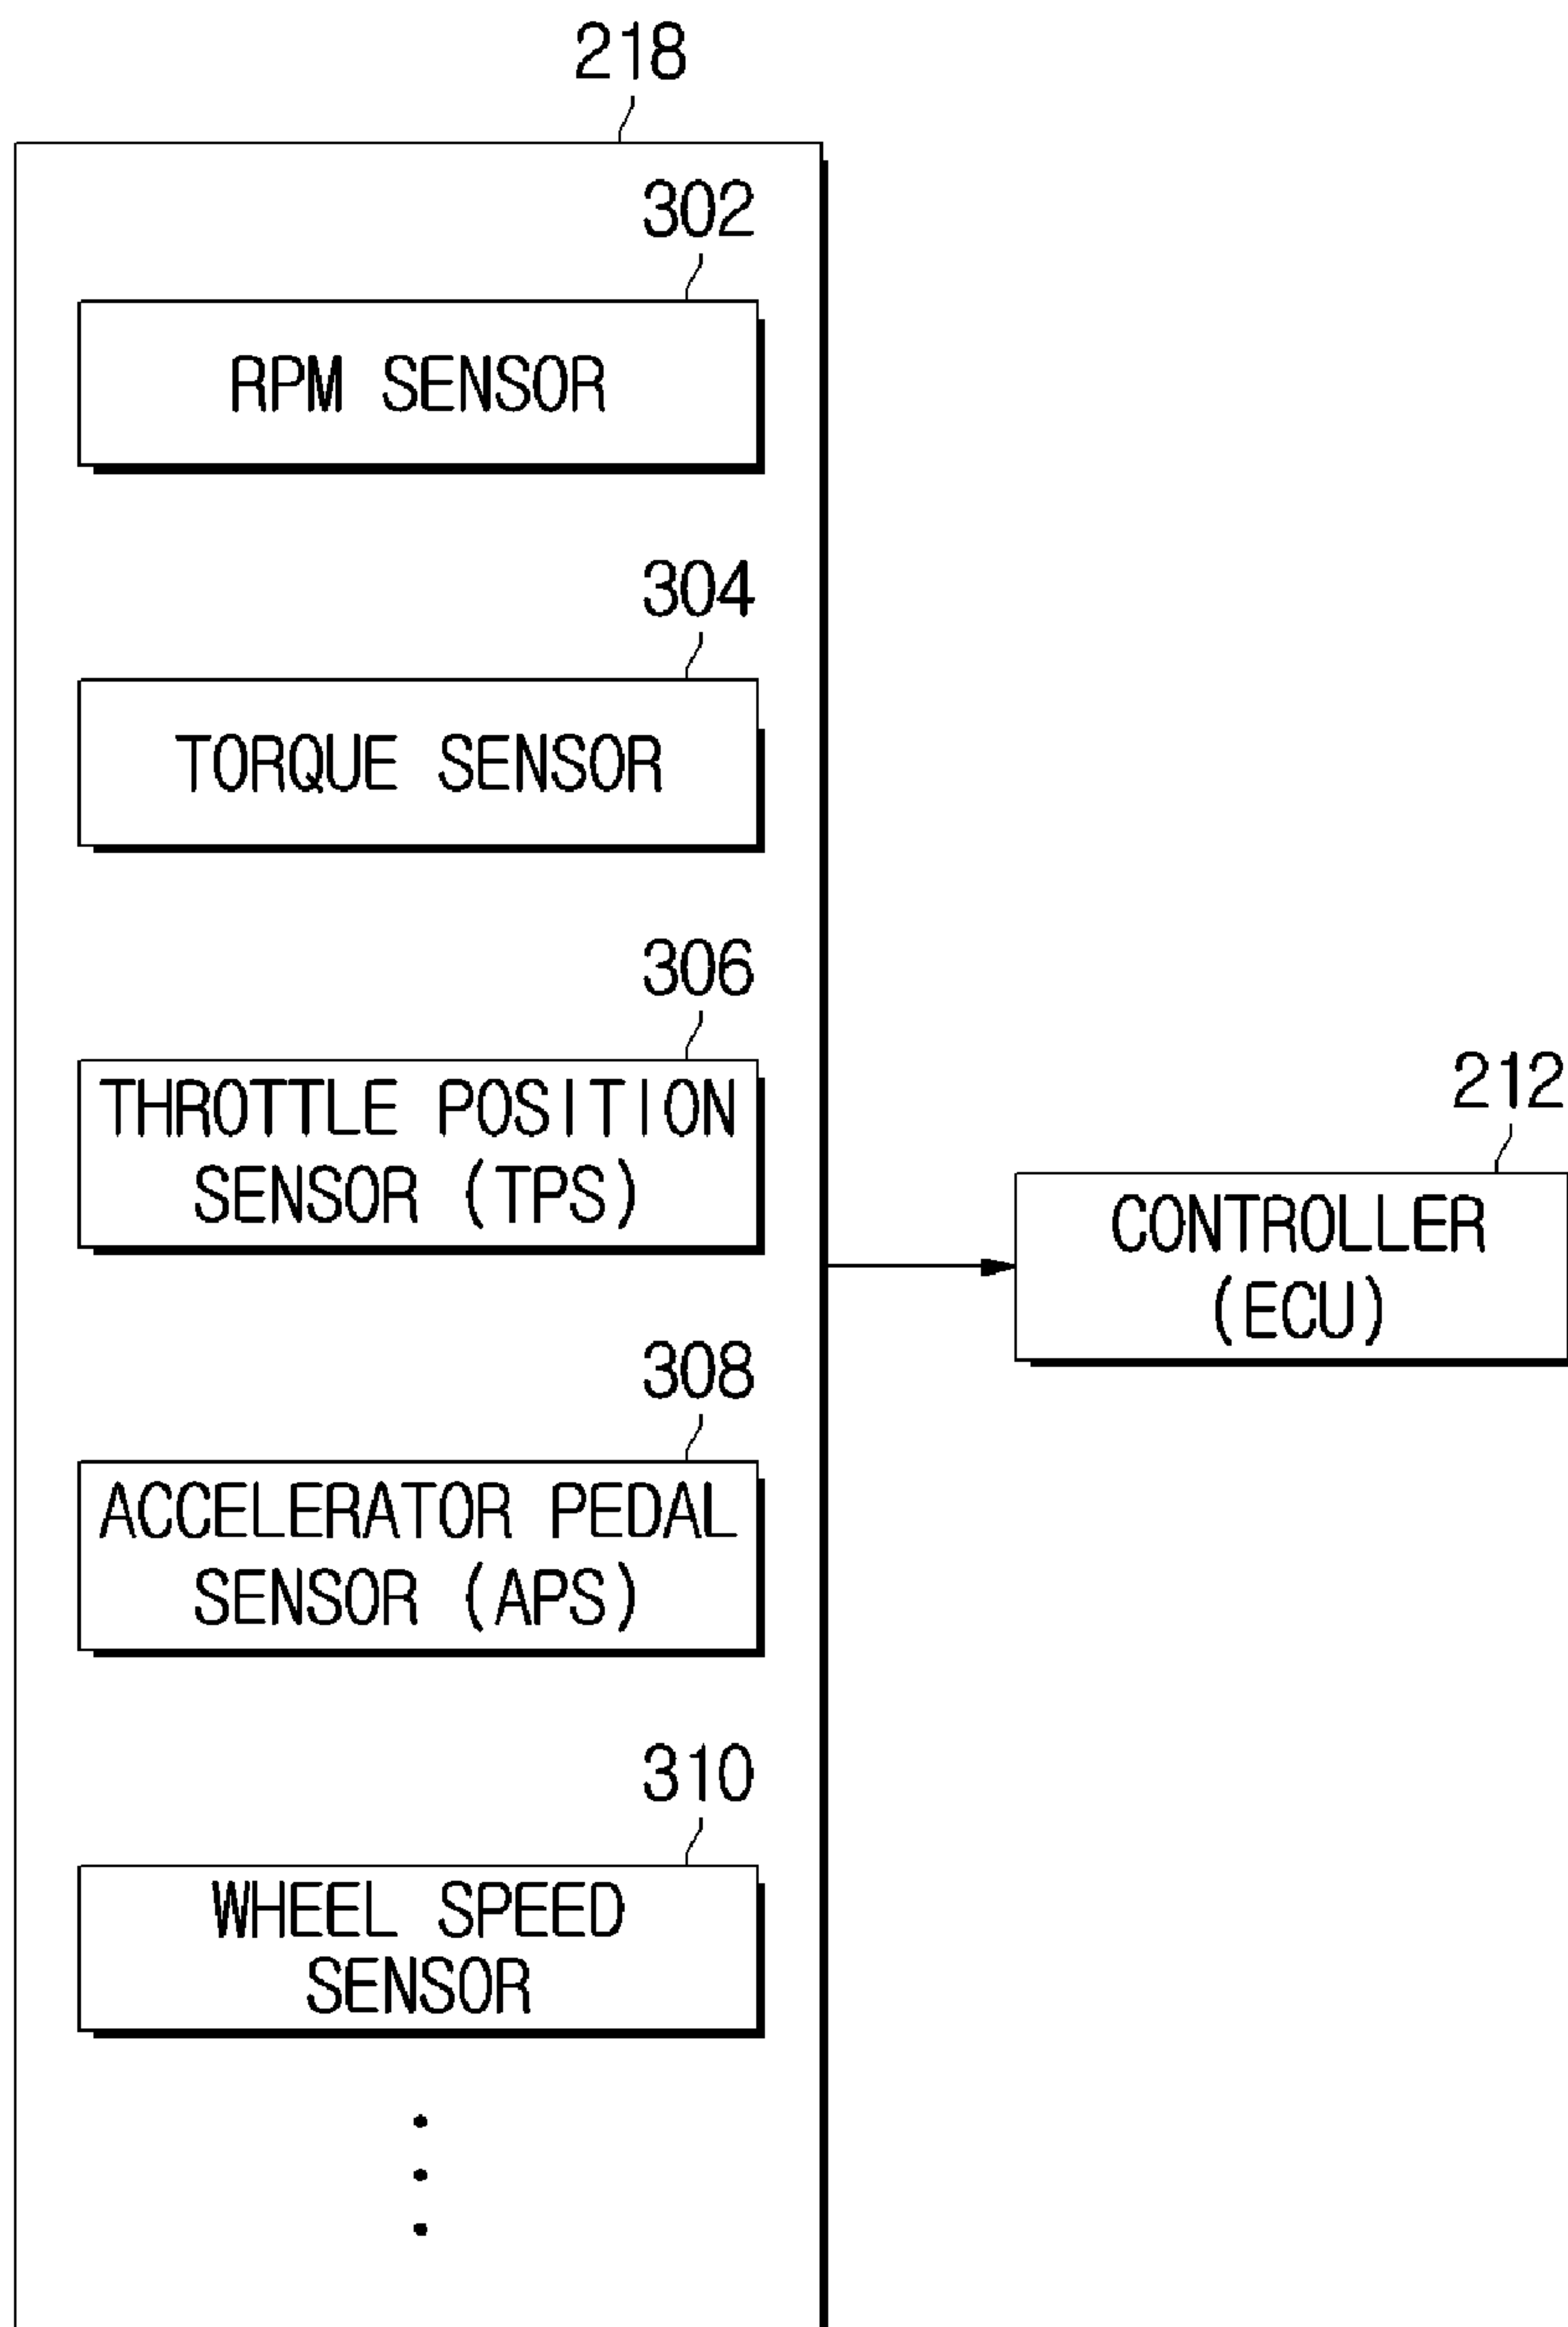 218
302
RPM SENSOR
304
TORQUE SENSOR
306
THROTTLE POSITION
SENSOR (TPS)
212
CONTROLLER
(ECU)
308
ACCELERATOR PEDAL
SENSOR (APS)
310
WHEEL SPEED
SENSOR